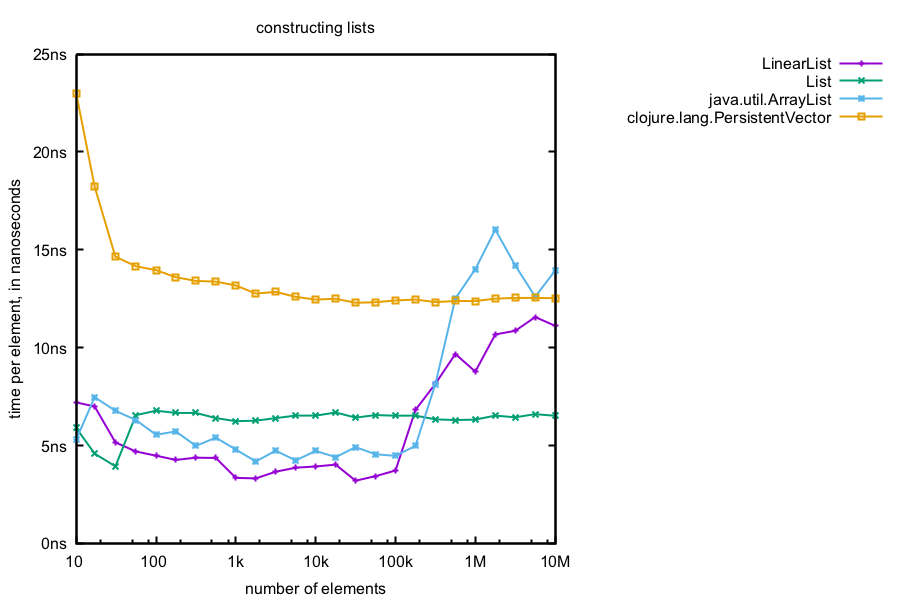 constructing lists
25ns
20ns
15ns
10ns
5ns
0ns
time per element, in nanoseconds
10
100
1k
10k
100k
1M
10M
number of elements
LinearList
List
java.util.ArrayList
clojure.lang.PersistentVector